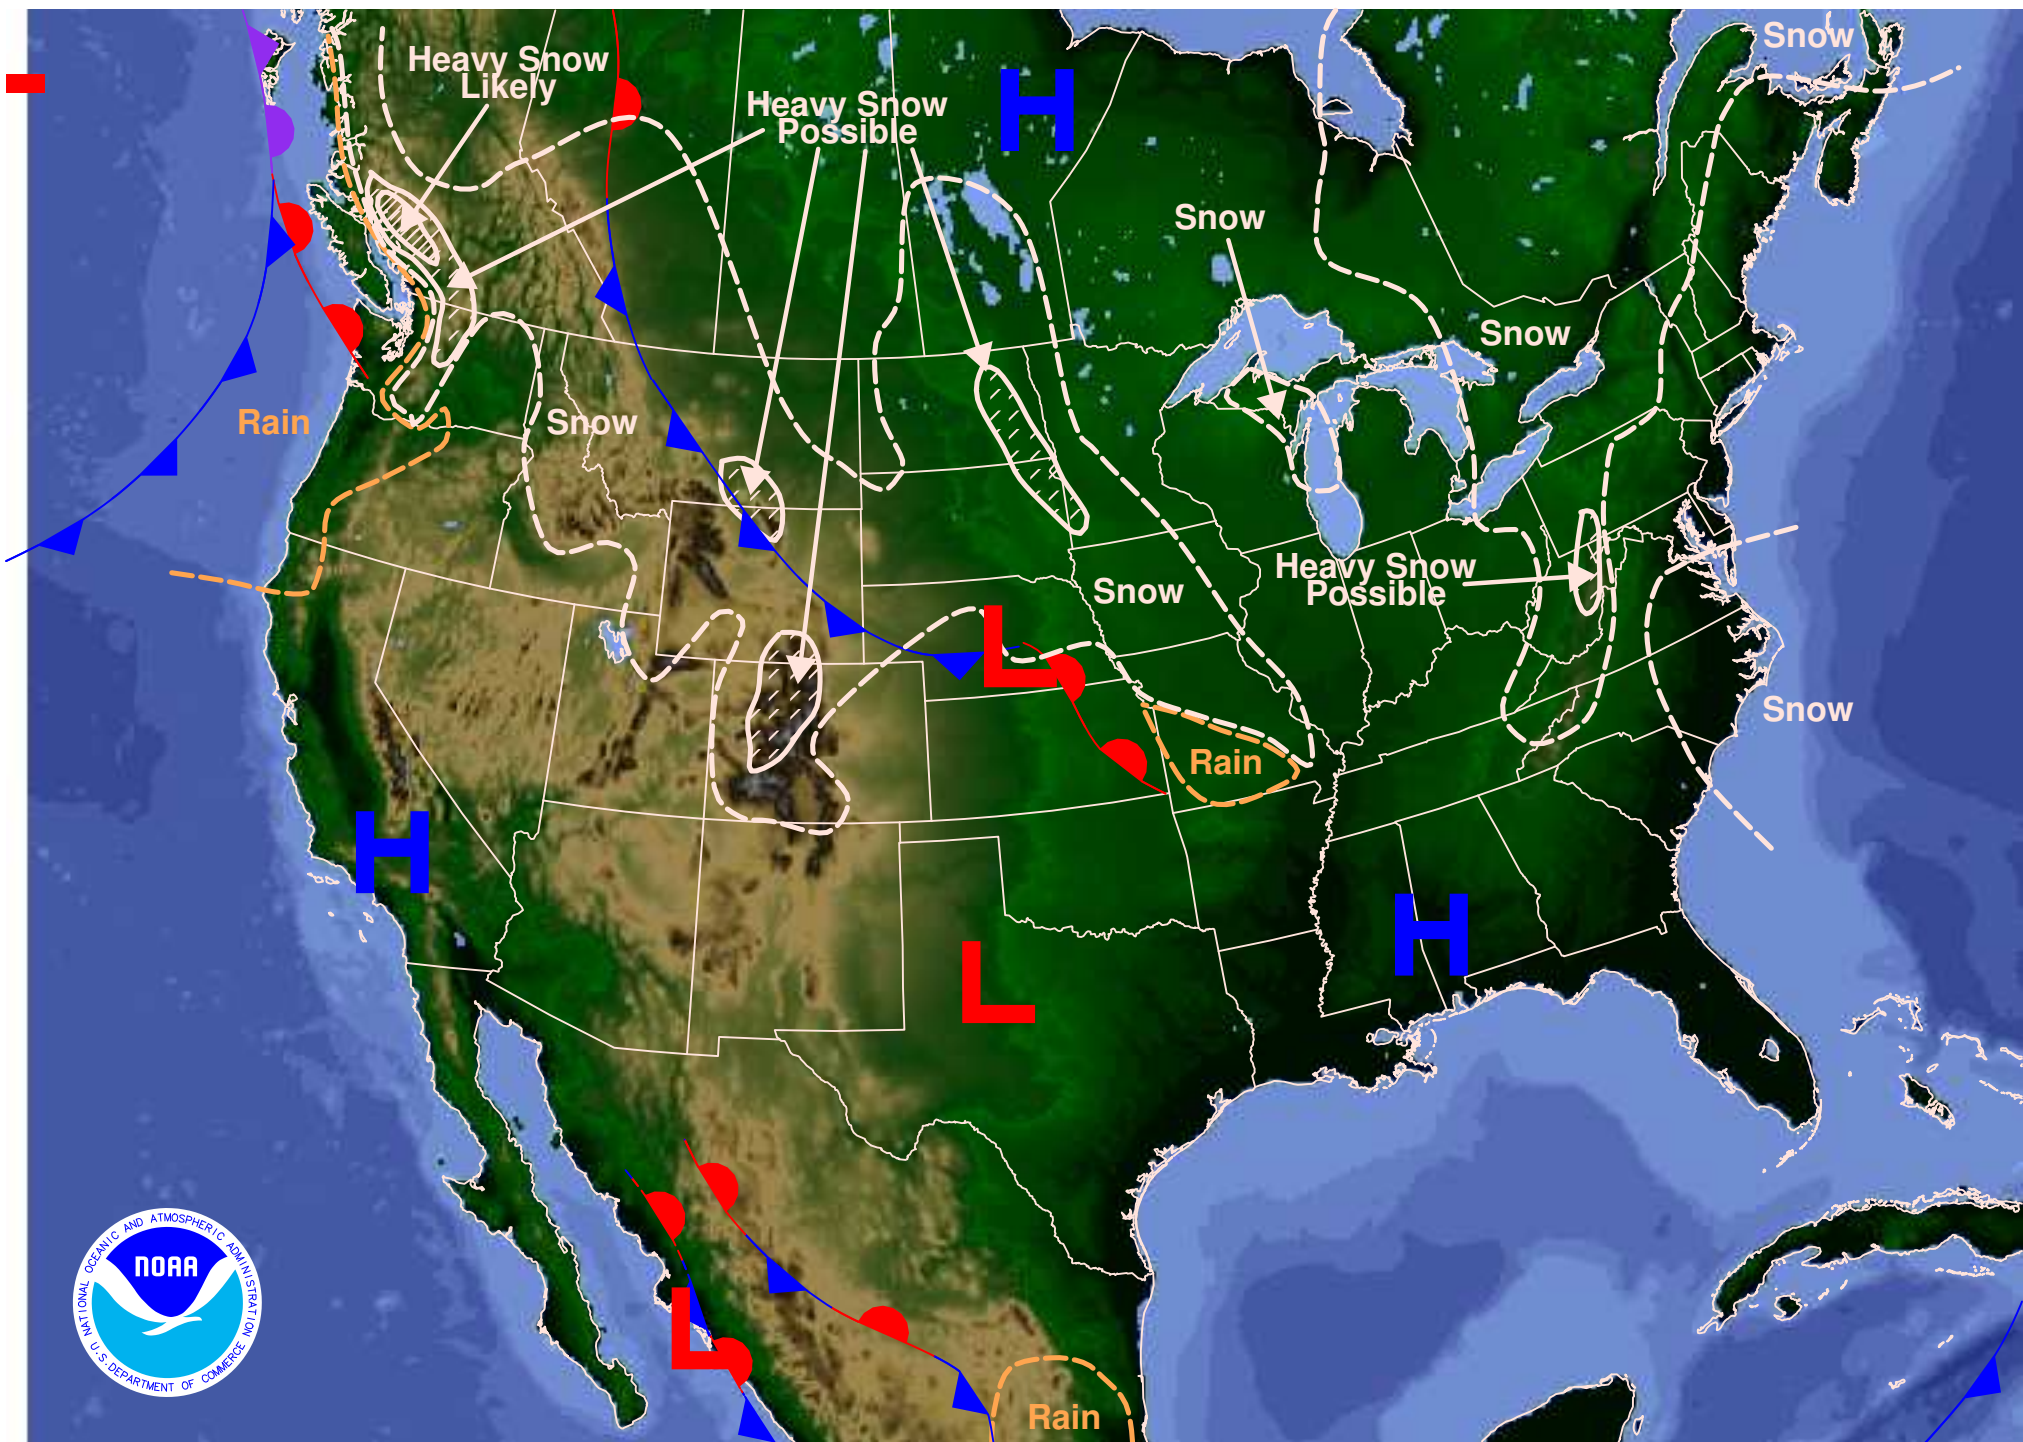 Snow
Heavy Snow
Likely
Heavy Snow
Possible
H
Snow
Snow
Rain
Snow
Heavy Snow
Possible
Snow
L
Snow
Rain
H
H
L
L
Rain
NATIONAL OCEANIC AND ATMOSPHERIC ADMINISTRATION
NOAA
U.S. DEPARTMENT OF COMMERCE